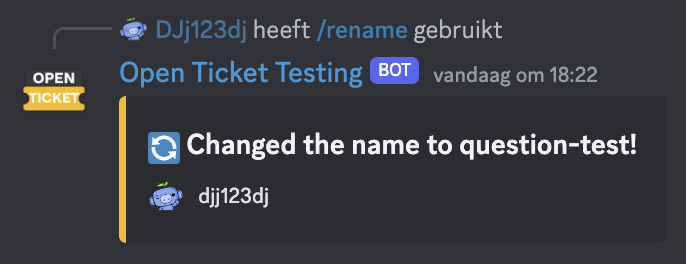 DJj123dj heeft /rename gebruikt
OPEN
TICKET
Open Ticket Testing BOT vandaag om 18:22
Changed the name to question-test!
djj123dj